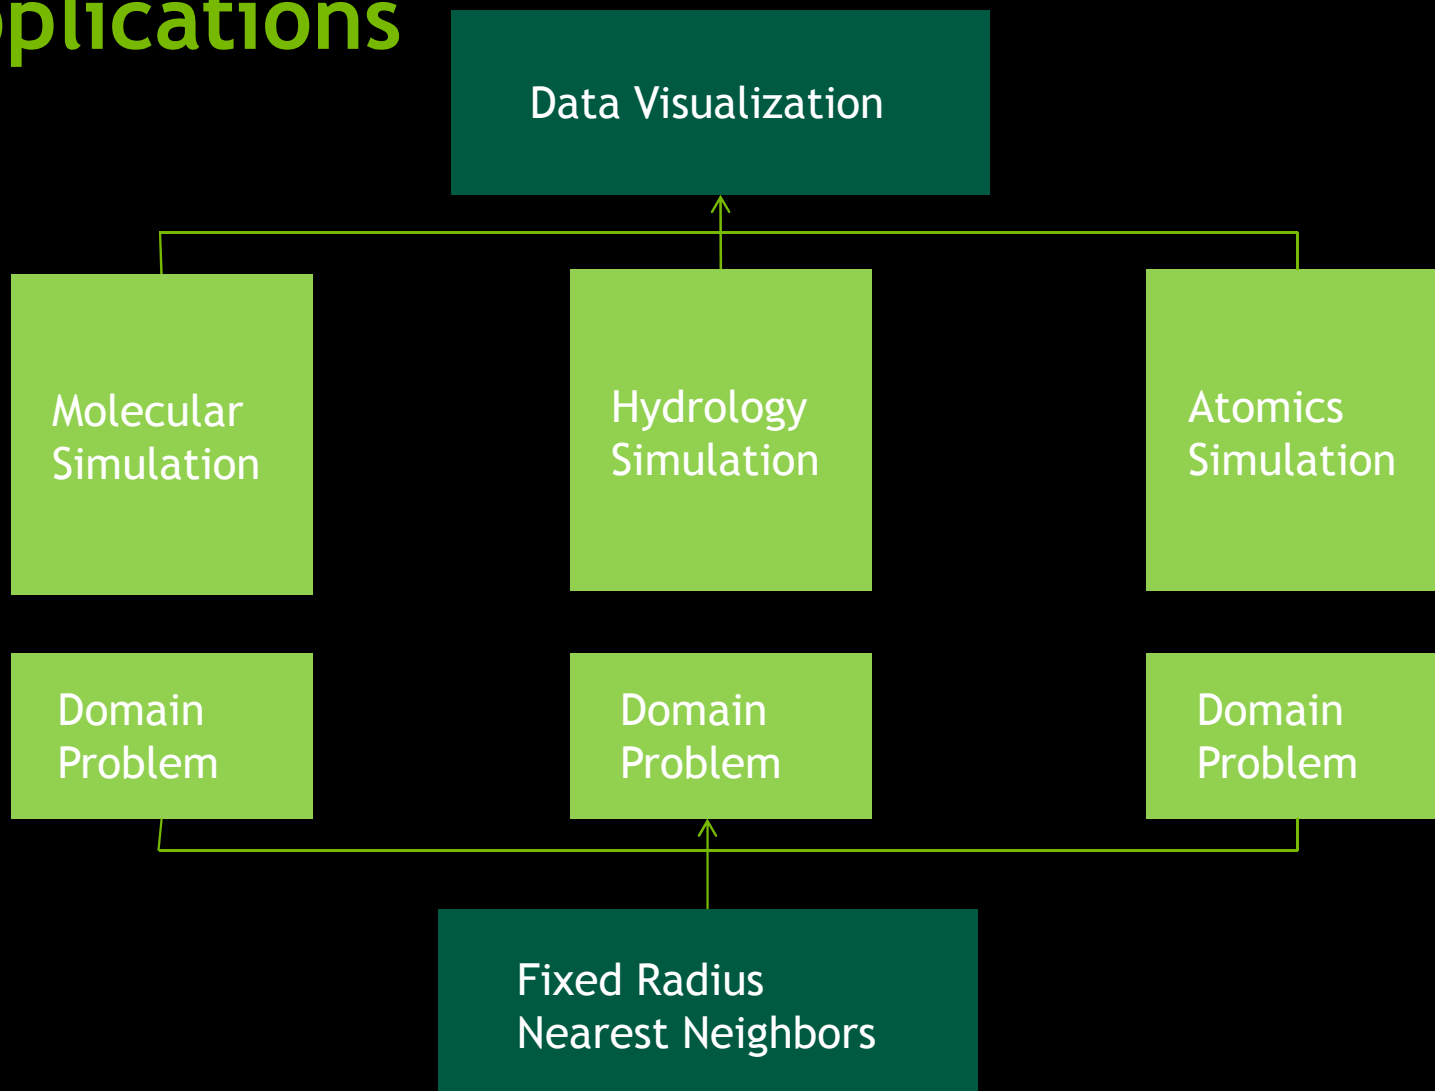 plications
Data Visualization
Molecular
Simulation
Hydrology
Simulation
Atomics
Simulation
Domain
Problem
Domain
Problem
Domain
Problem
Fixed Radius
Nearest Neighbors